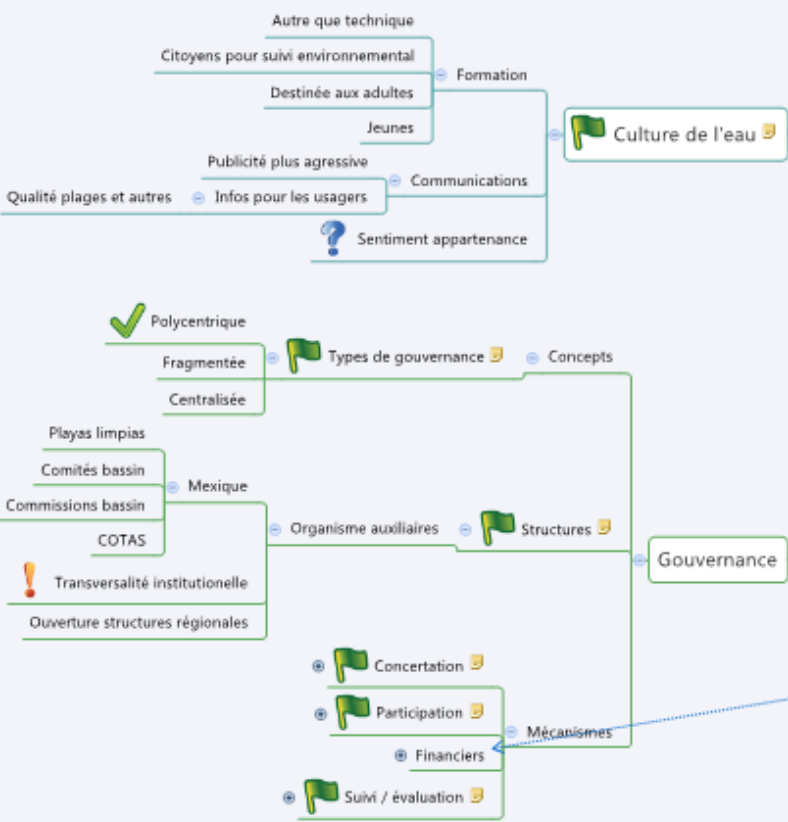 Autre que technique
Citoyens pour suivi environnemental
Formation
Destinée aux adultes
Jeunes
Culture de l'eau
Publicité plus agressive
Communications
Qualité plages et autres
Infos pour les usagers
Sentiment appartenance
Polycentrique
Types de gouvernance
Concepts
Fragmentée
Centralisée
Playas limpias
Comités bassin
Mexique
Commissions bassin
COTAS
Organisme auxiliaires
Structures
Gouvernance
Transversalité institutionelle
Ouverture structures régionales
Concertation
Participation
Mécanismes
Financiers
Suivi / évaluation